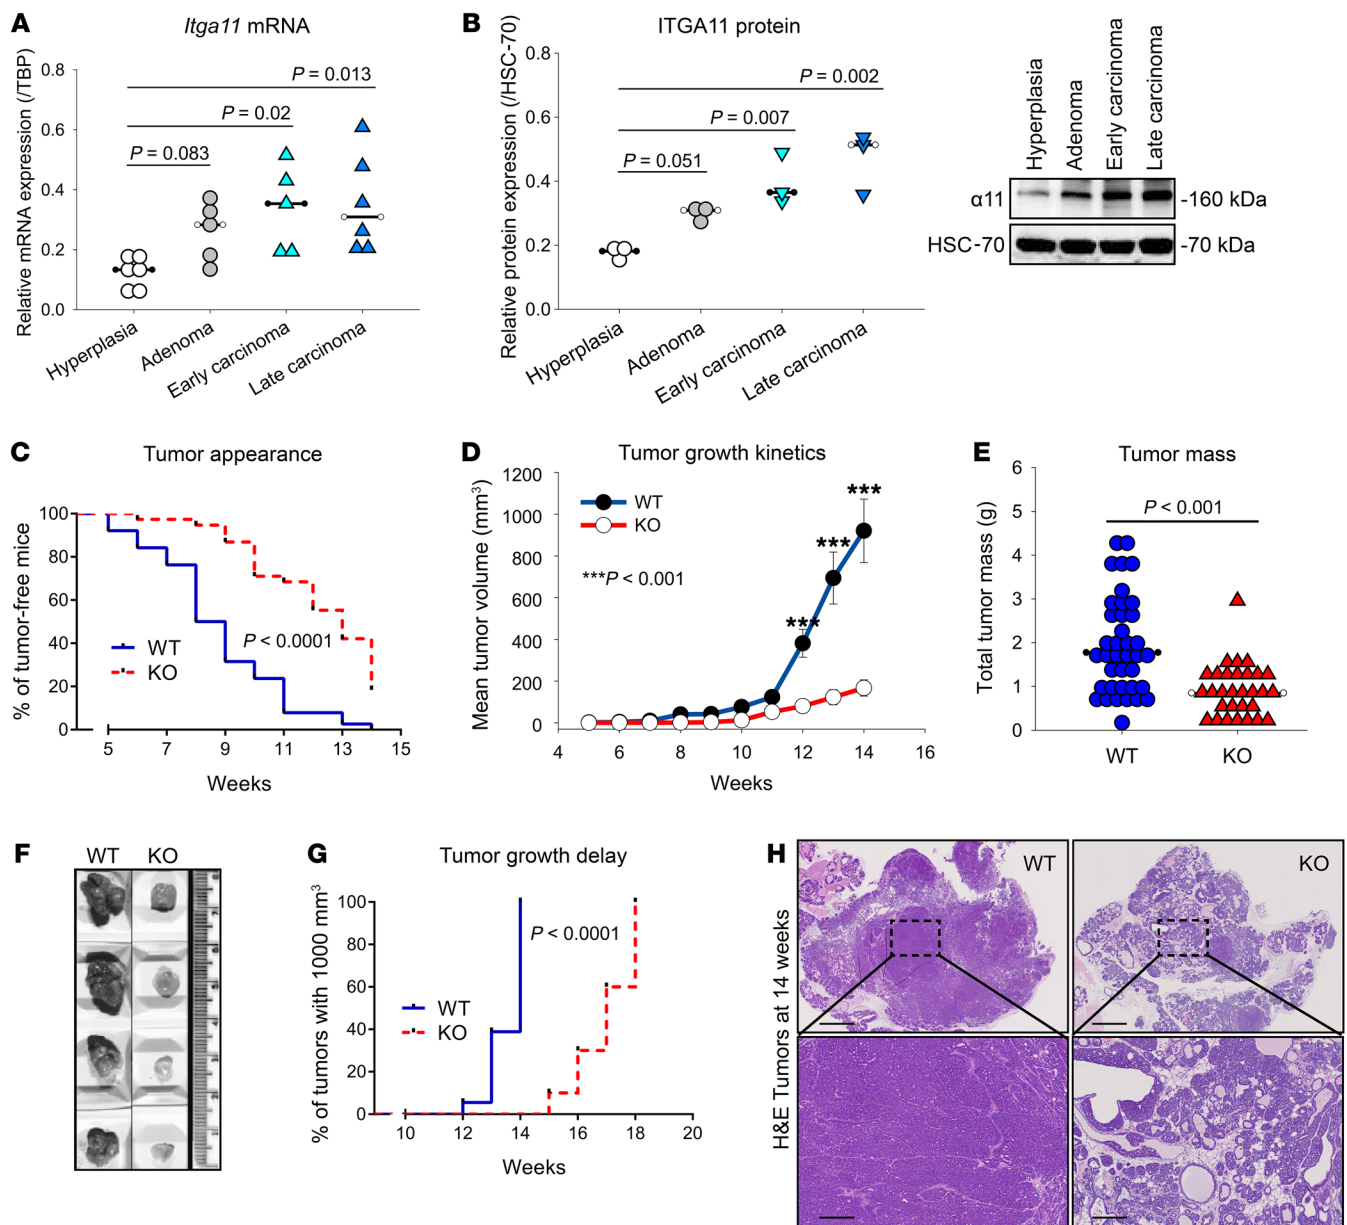 A
Itga11 mRNA
Relative mRNA expression (/TBP)
0.8
0.6
0.4
0.2
0.0
P = 0.013
P = 0.02
P = 0.083
Hyperplasia
Adenoma
Early carcinoma
Late carcinoma
B
ITGA11 protein
Relative protein expression (/HSC-70)
0.8
0.6
0.4
0.2
0.0
P = 0.002
P = 0.007
P = 0.051
Hyperplasia
Adenoma
Early carcinoma
Late carcinoma
Hyperplasia
Adenoma
Early carcinoma
Late carcinoma
α11
-160 kDa
HSC-70
-70 kDa
C
Tumor appearance
% of tumor-free mice
100
80
60
40
20
0
WT
KO
P < 0.0001
5 7 9 11 13 15
Weeks
D
Tumor growth kinetics
Mean tumor volume (mm³)
1200
1000
800
600
400
200
0
WT
KO
***P < 0.001
***
***
***
4 6 8 10 12 14 16
Weeks
E
Tumor mass
Total tumor mass (g)
6
5
4
3
2
1
0
P < 0.001
WT KO
F
WT KO
G
Tumor growth delay
% of tumors with 1000 mm³
100
80
60
40
20
0
P < 0.0001
WT
KO
10 12 14 16 18 20
Weeks
H
H&E Tumors at 14 weeks
WT
KO